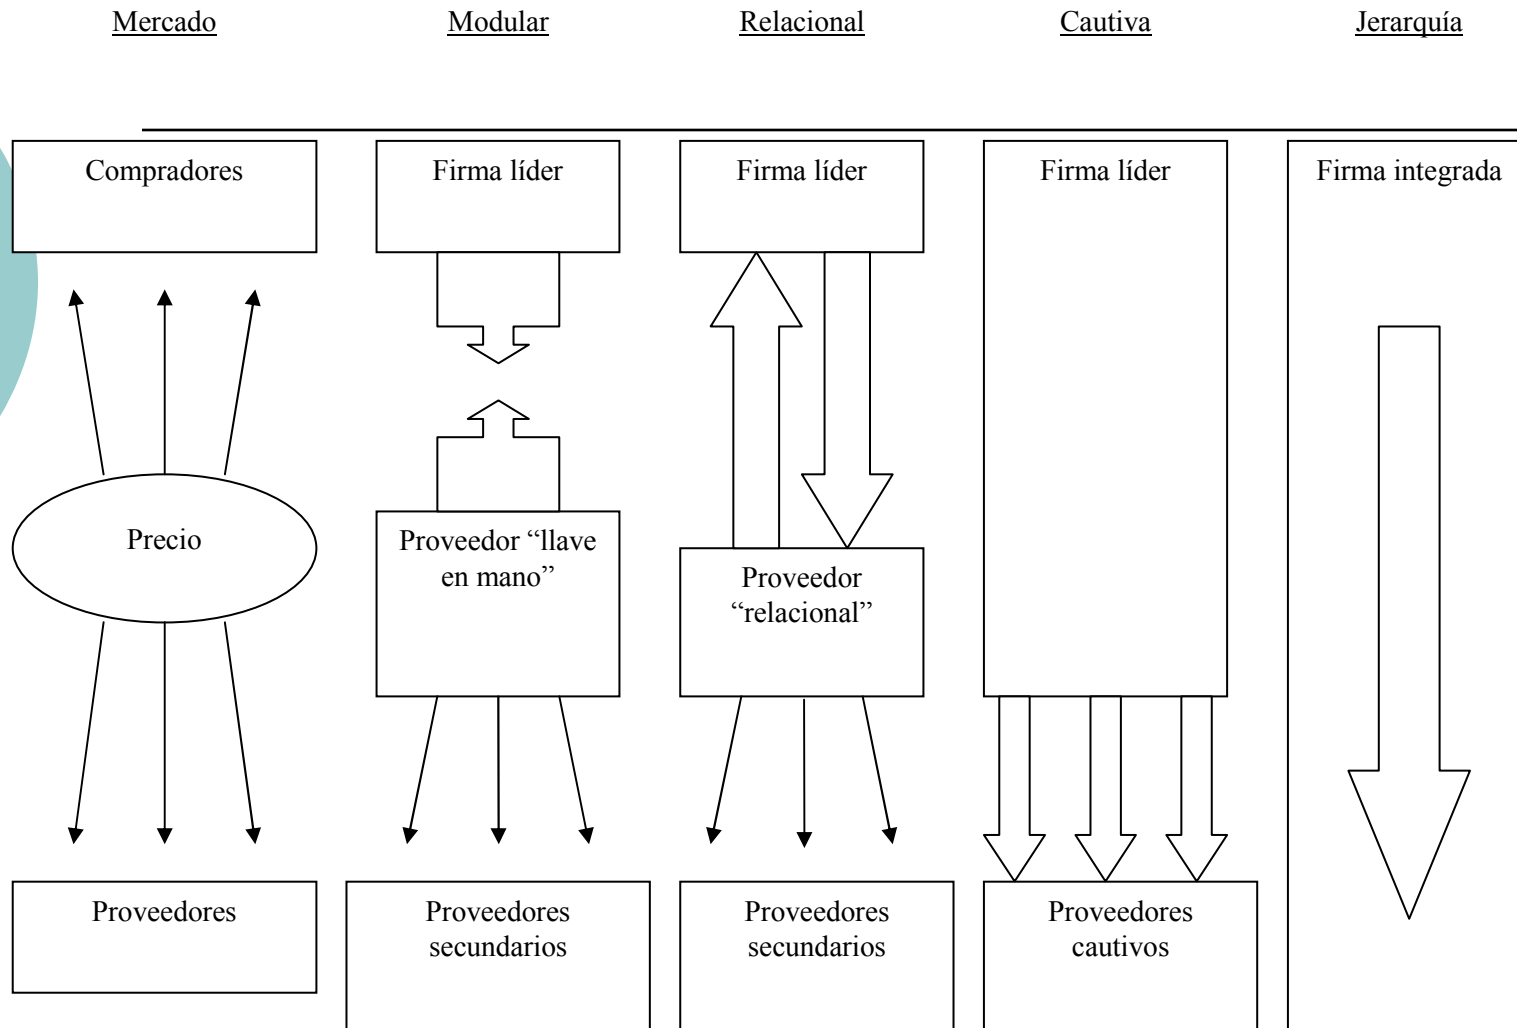 Mercado
Modular
Relacional
Cautiva
Jerarquía
Compradores
Firma líder
Firma líder
Firma líder
Firma integrada
Precio
Proveedor “llave
en mano”
Proveedor
“relacional”
Proveedores
Proveedores
secundarios
Proveedores
secundarios
Proveedores
cautivos